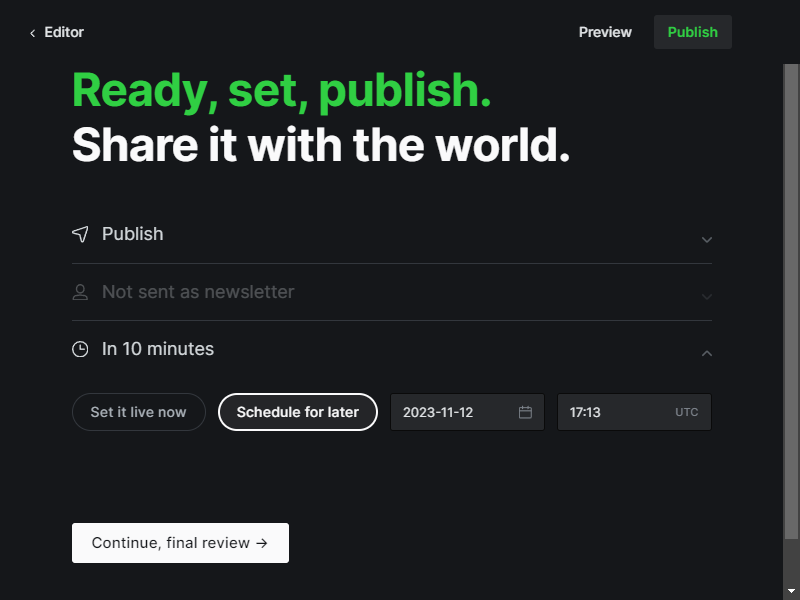 Editor
Preview
Publish
Ready, set, publish.
Share it with the world.
Publish
Not sent as newsletter
In 10 minutes
Set it live now
Schedule for later
2023-11-12
17:13
UTC
Continue, final review →